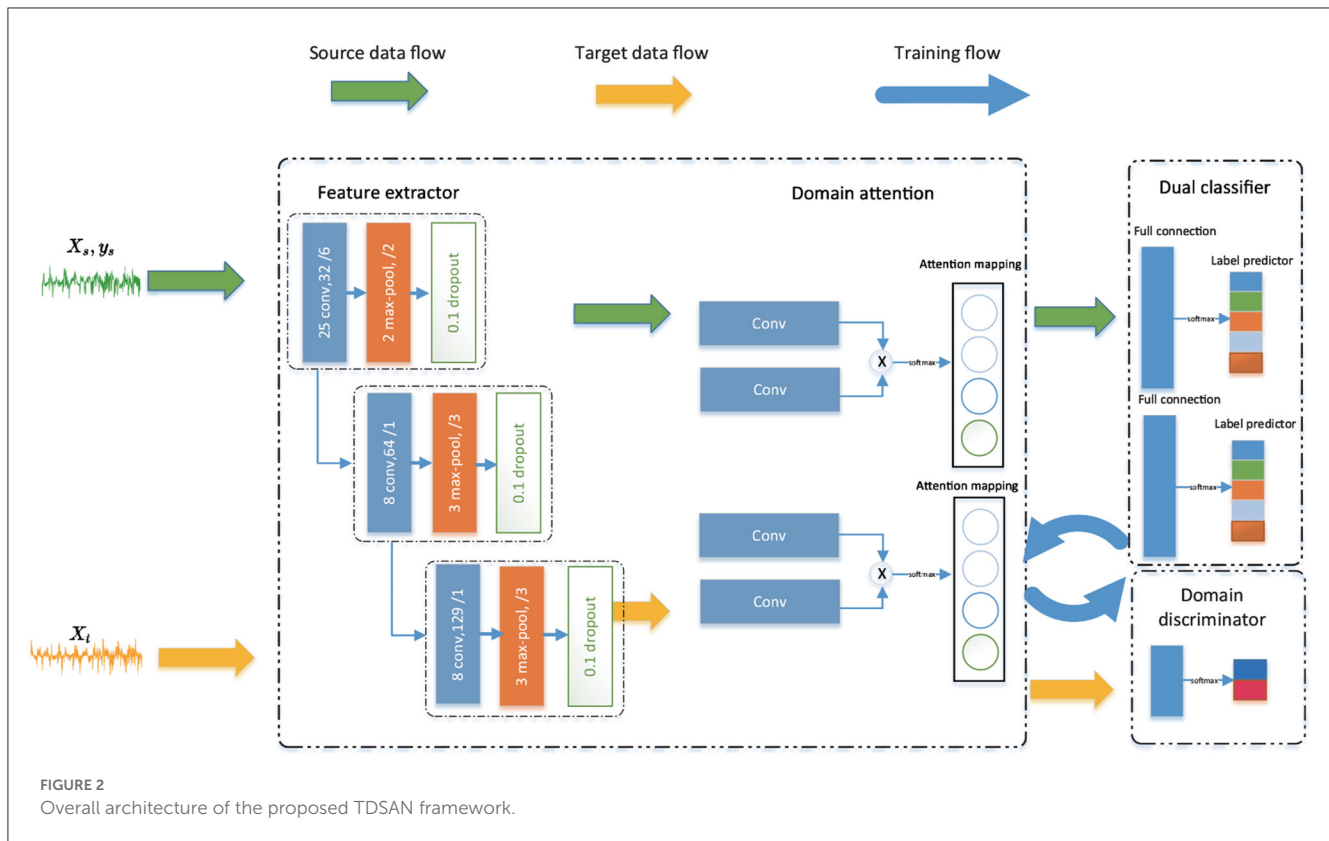 Source data flow
Target data flow
Training flow
Feature extractor
Domain attention
Dual classifier
X_s, y_s
25 conv,32 /6
2 max-pool, /2
0.1 dropout
8 conv,64 /1
3 max-pool, /3
0.1 dropout
8 conv,129 /1
3 max-pool, /3
0.1 dropout
X_t
Conv
Conv
X
softmax
Attention mapping
Conv
Conv
X
softmax
Attention mapping
Full connection
Label predictor
softmax
Full connection
Label predictor
softmax
Domain
discriminator
softmax
FIGURE 2
Overall architecture of the proposed TDSAN framework.